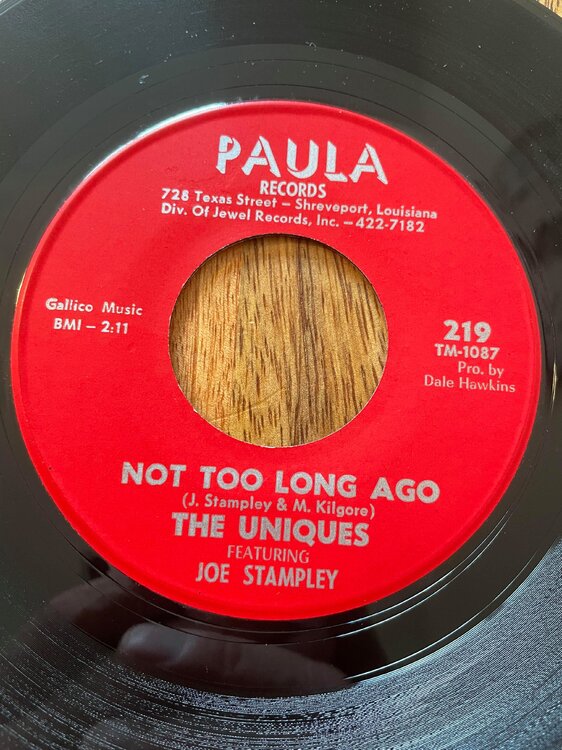 PAULA
RECORDS
728 Texas Street – Shreveport, Louisiana
Div. Of Jewel Records, Inc. – 422-7182
Gallico Music
BMI – 2:11
219
TM-1087
Pro. by
Dale Hawkins
NOT TOO LONG AGO
(J. Stampley & M. Kilgore)
THE UNIQUES
FEATURING
JOE STAMPLEY